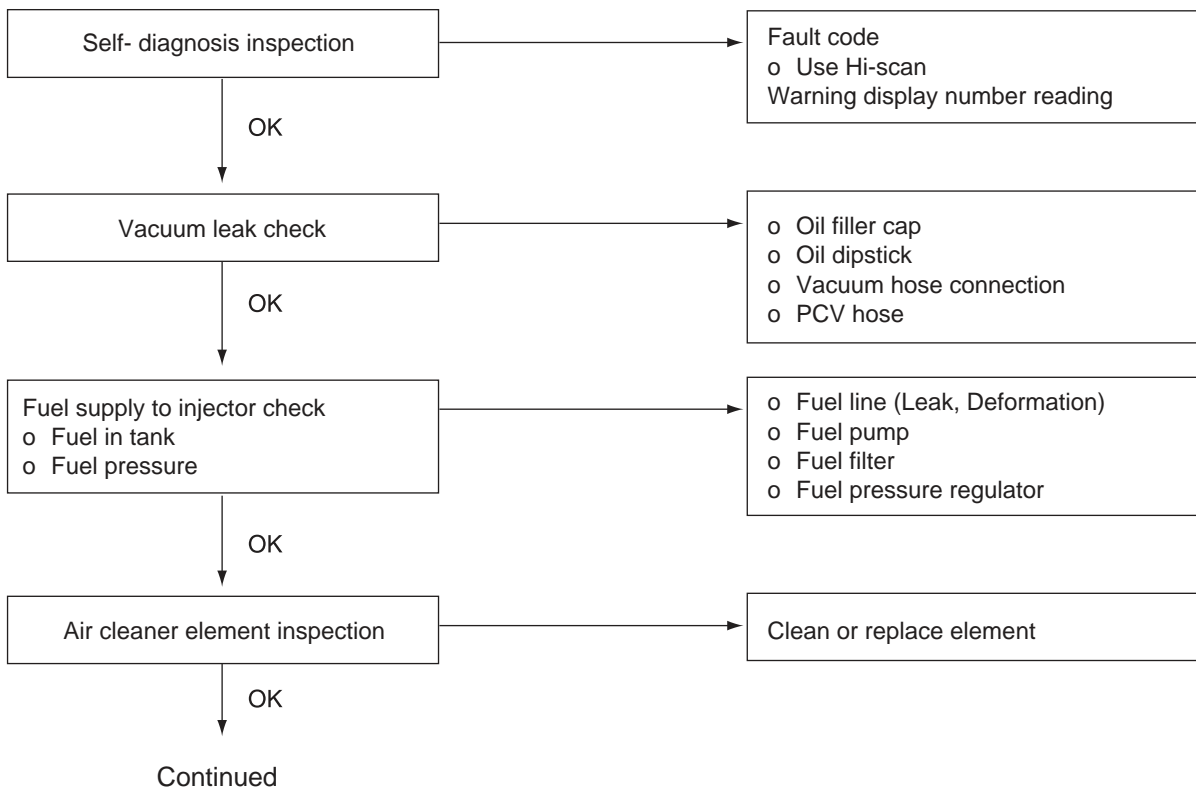 Self- diagnosis inspection
Fault code
o Use Hi-scan
Warning display number reading
OK
Vacuum leak check
o Oil filler cap
o Oil dipstick
o Vacuum hose connection
o PCV hose
OK
Fuel supply to injector check
o Fuel in tank
o Fuel pressure
o Fuel line (Leak, Deformation)
o Fuel pump
o Fuel filter
o Fuel pressure regulator
OK
Air cleaner element inspection
Clean or replace element
OK
Continued